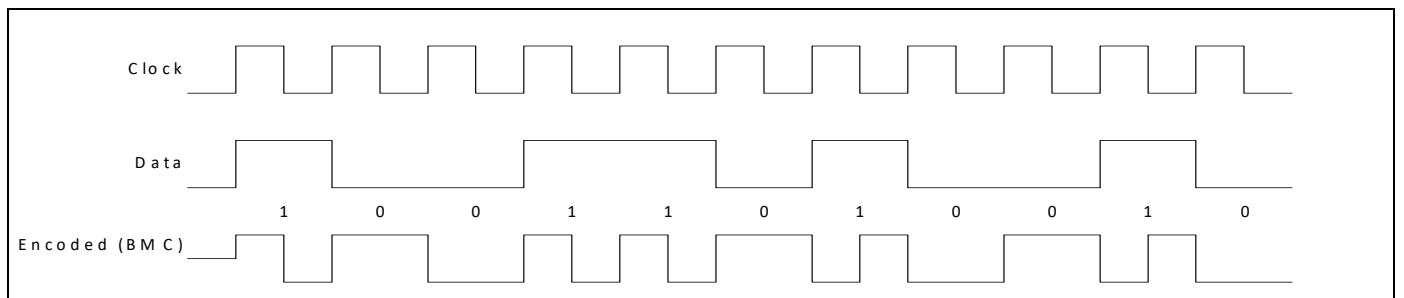 Clock
Data
1 0 0 1 1 0 1 0 0 1 0
Encoded (BMC)